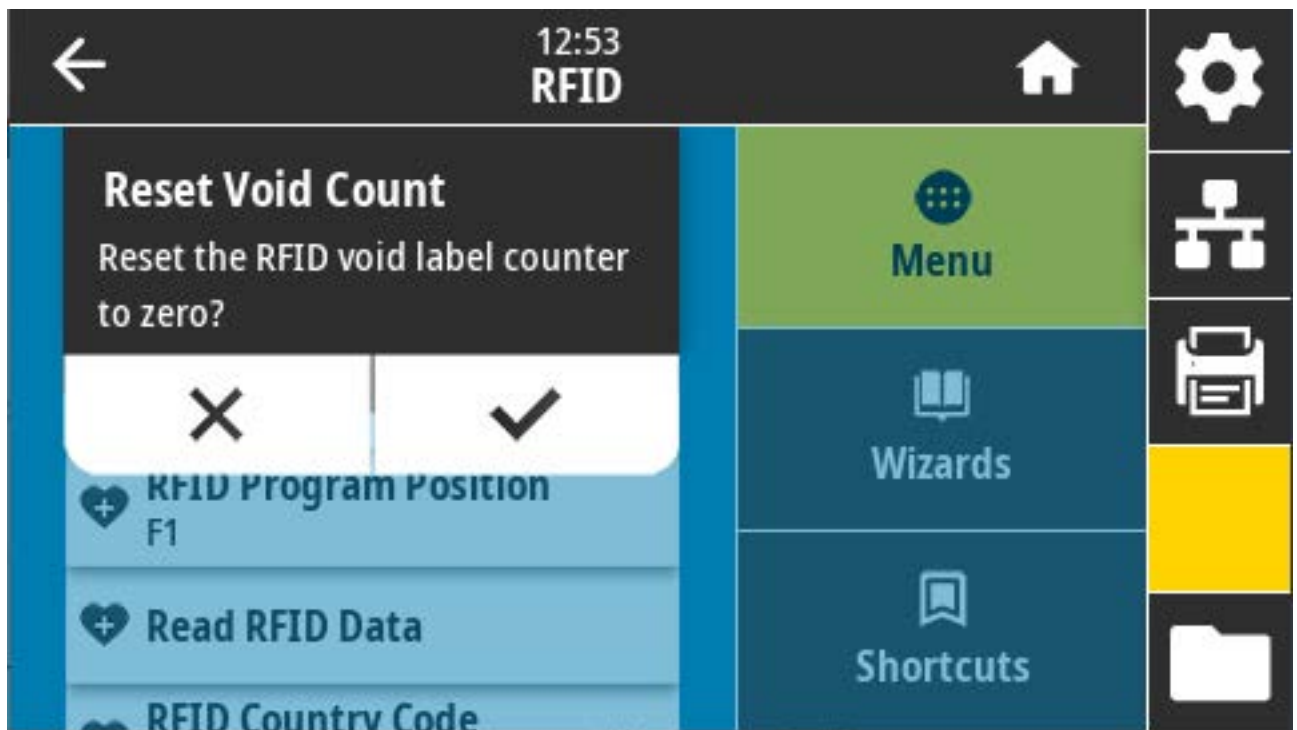 12:53
RFID
Reset Void Count
Reset the RFID void label counter
to zero?
RFID Program Position
F1
Read RFID Data
RFID Country Code
Menu
Wizards
Shortcuts